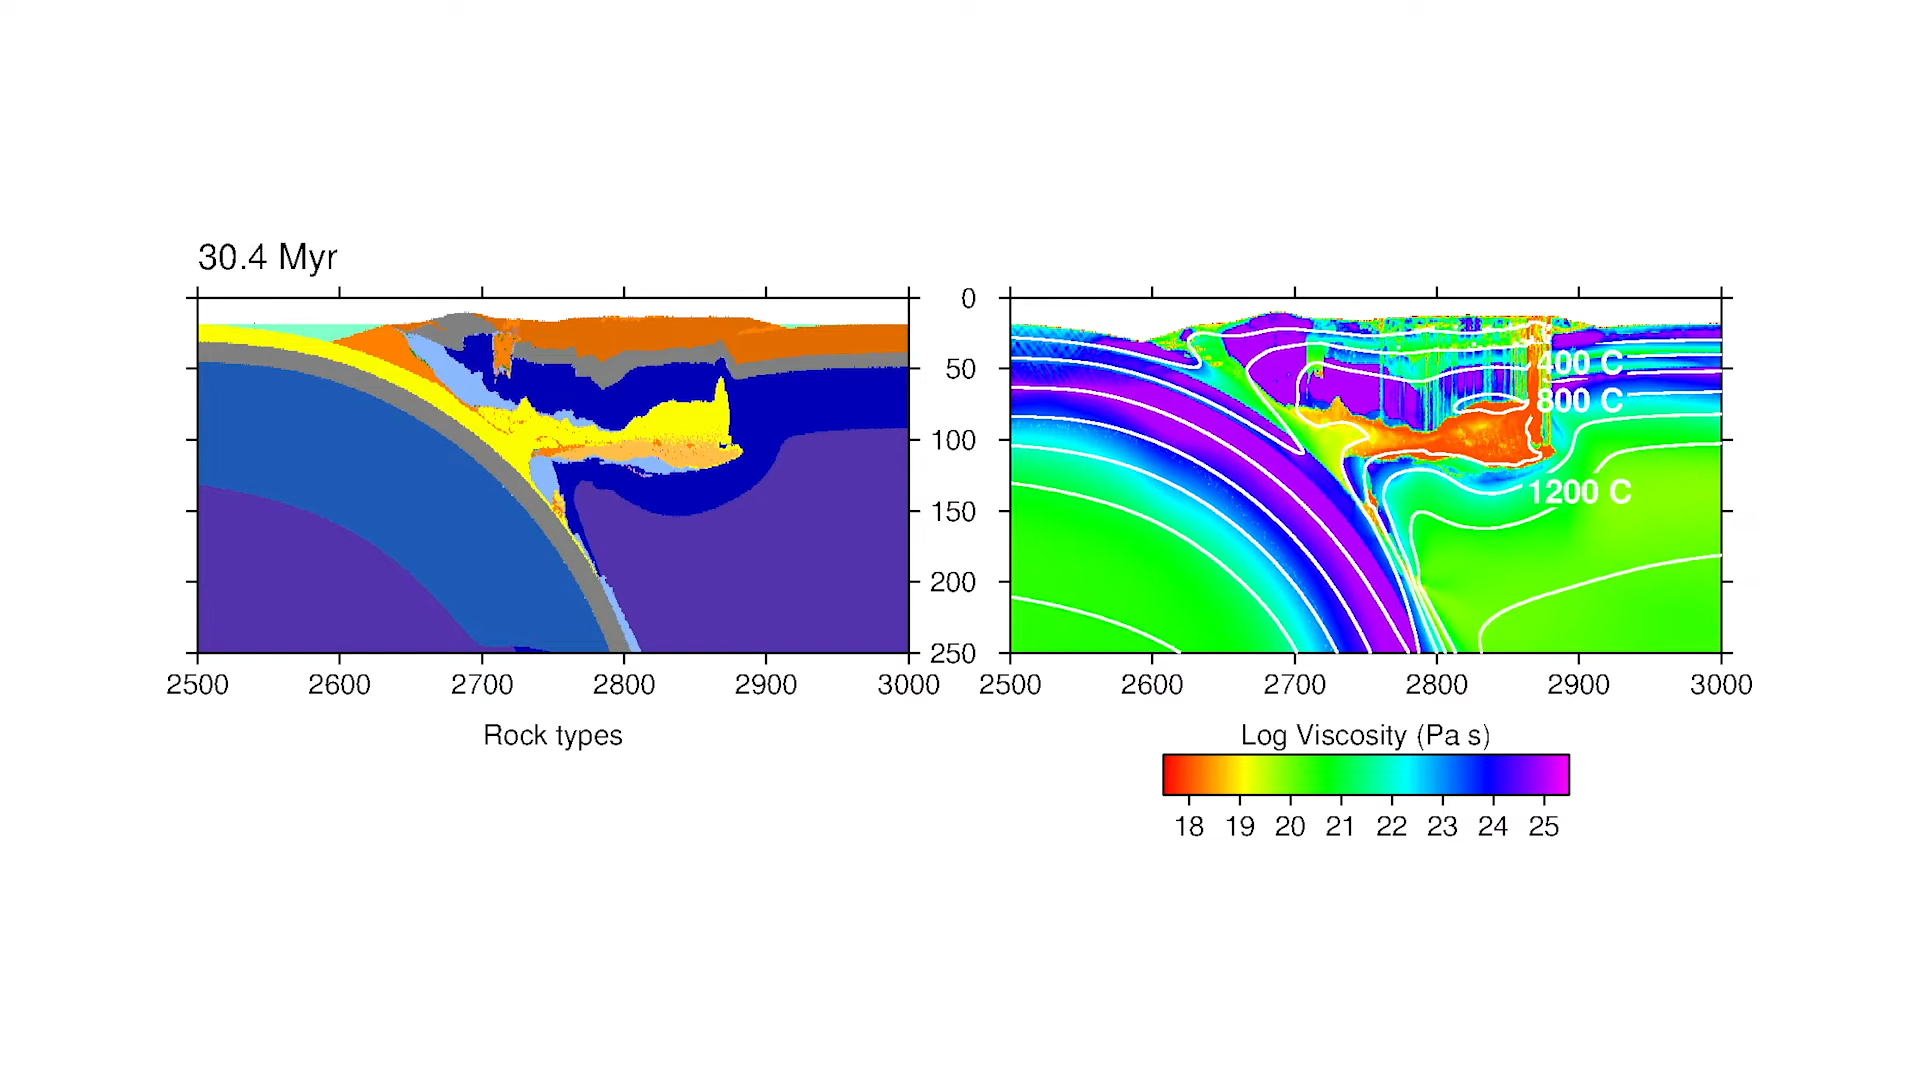 30.4 Myr
0
50
100
150
200
250
400 C
800 C
1200 C
2500 2600 2700 2800 2900 3000
2500 2600 2700 2800 2900 3000
Rock types
Log Viscosity (Pa s)
18 19 20 21 22 23 24 25